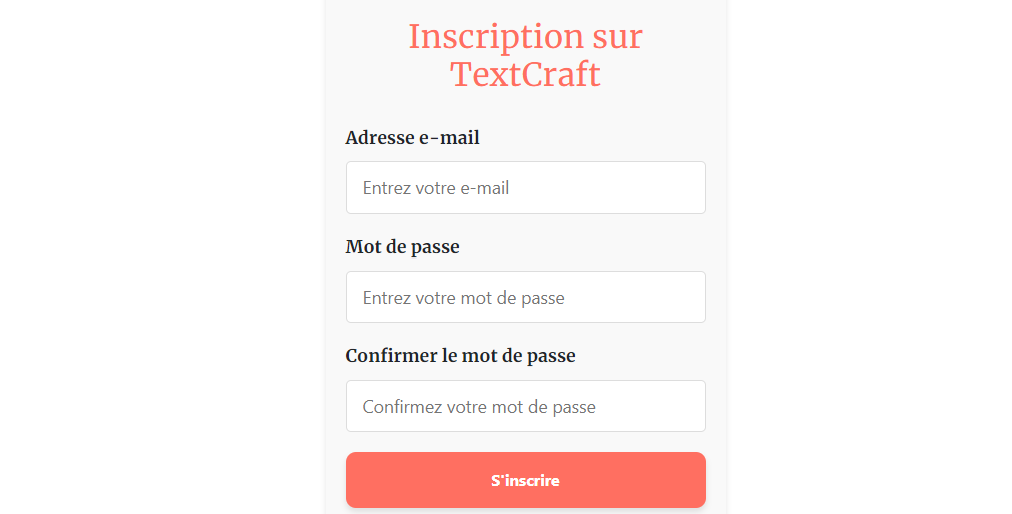 Inscription sur
TextCraft
Adresse e-mail
Entrez votre e-mail
Mot de passe
Entrez votre mot de passe
Confirmer le mot de passe
Confirmez votre mot de passe
S'inscrire